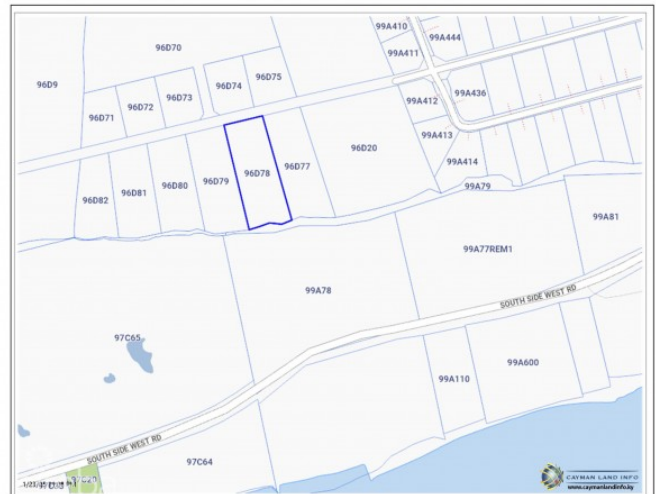 99A410
99A444
96D70
99A411
96D9
96D74
96D75
96D73
96D72
99A436
99A412
96D71
99A413
96D20
99A414
96D77
96D78
96D79
96D80
96D81
96D82
99A79
99A81
99A77REM1
99A78
SOUTH SIDE WEST RD
97C65
99A600
99A110
SOUTH SIDE WEST RD
97C64
CAYMAN LAND INFO
www.caymanlandinfo.ky